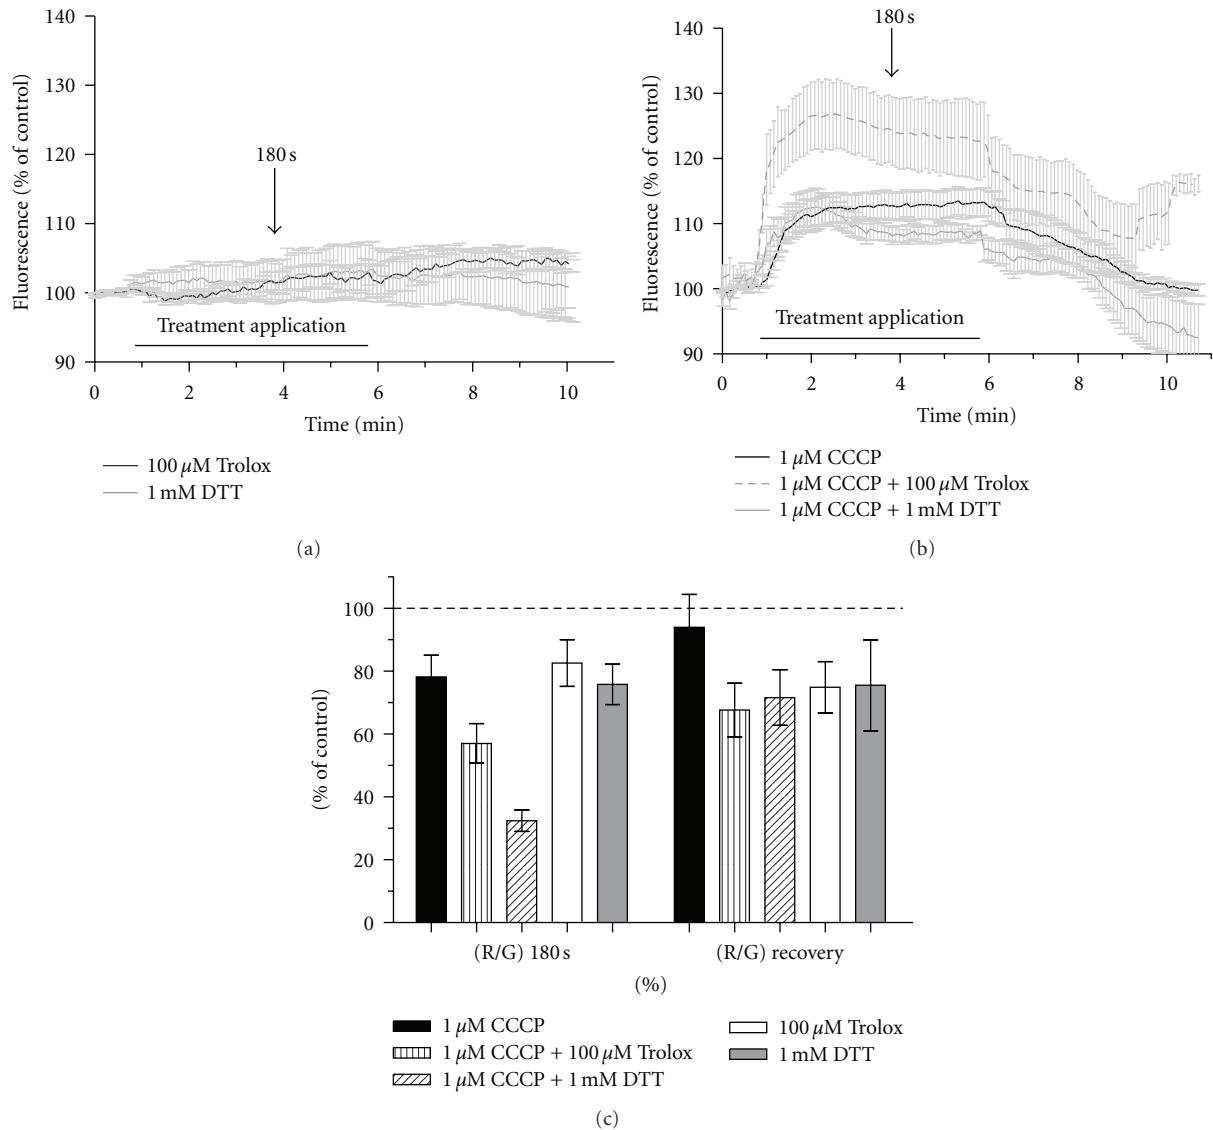 140
130
120
110
100
90
Fluorescence (% of control)
180 s
Treatment application
0 2 4 6 8 10
Time (min)
100 μM Trolox
1 mM DTT
(a)
140
130
120
110
100
90
Fluorescence (% of control)
180 s
Treatment application
0 2 4 6 8 10
Time (min)
1 μM CCCP
1 μM CCCP + 100 μM Trolox
1 μM CCCP + 1 mM DTT
(b)
100
80
60
40
20
0
(% of control)
(R/G) 180 s (R/G) recovery
(%)
1 μM CCCP
1 μM CCCP + 100 μM Trolox
1 μM CCCP + 1 mM DTT
100 μM Trolox
1 mM DTT
(c)